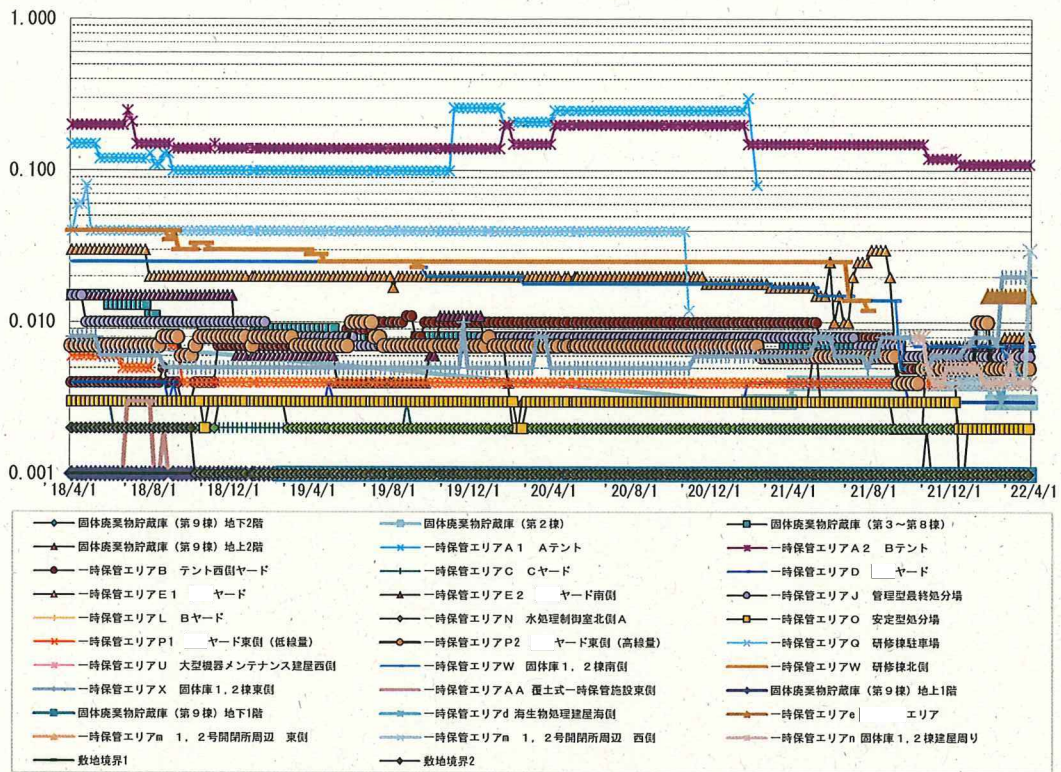 1.000
0.100
0.010
0.001
'18/4/1 '18/8/1 '18/12/1 '19/4/1 '19/8/1 '19/12/1 '20/4/1 '20/8/1 '20/12/1 '21/4/1 '21/8/1 '21/12/1 '22/4/1
固体廃棄物貯蔵庫（第9棟）地下2階 固体廃棄物貯蔵庫（第2棟） 固体廃棄物貯蔵庫（第3～第8棟）
固体廃棄物貯蔵庫（第9棟）地上2階 一時保管エリアA1 Aテント 一時保管エリアA2 Bテント
一時保管エリアB テント西側ヤード 一時保管エリアC Cヤード 一時保管エリアD ヤード
一時保管エリアE1 ヤード 一時保管エリアE2 ヤード南側 一時保管エリアJ 管理型最終処分場
一時保管エリアL Bヤード 一時保管エリアN 水処理制御室北側A 一時保管エリアO 安定型処分場
一時保管エリアP1 ヤード東側（低線量） 一時保管エリアP2 ヤード東側（高線量） 一時保管エリアQ 研修棟駐車場
一時保管エリアU 大型機器メンテナンス建屋西側 一時保管エリアW 固体庫1，2棟南側 一時保管エリアW 研修棟北側
一時保管エリアX 固体庫1，2棟東側 一時保管エリアAA 覆土式一時保管施設東側 固体廃棄物貯蔵庫（第9棟）地上1階
固体廃棄物貯蔵庫（第9棟）地下1階 一時保管エリアd 海生物処理建屋海側 一時保管エリアe エリア
一時保管エリアm 1，2号開閉所周辺 東側 一時保管エリアm 1，2号開閉所周辺 西側 一時保管エリアn 固体庫1，2棟建屋周り
敷地境界1 敷地境界2